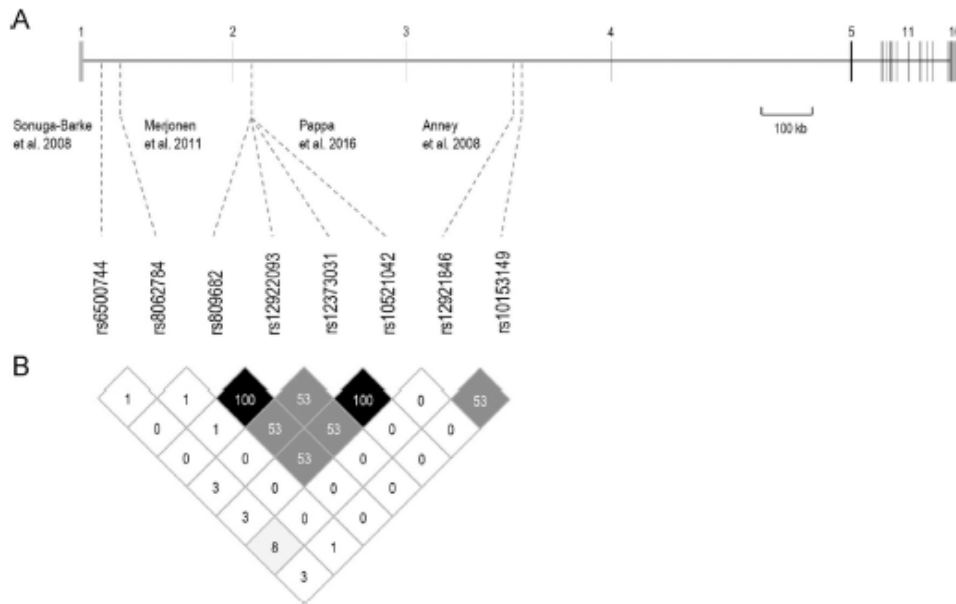 A
1 2 3 4 5 11
Sonuga-Barke
et al. 2008
Merjonen
et al. 2011
Pappa
et al. 2016
Anney
et al. 2008
100 kb
rs6500744
rs8062784
rs809682
rs12922093
rs12373031
rs10521042
rs12921846
rs10153149
B
1 1 100 53 100 0 53
0 1 53 53 0 0
0 0 53 0 0
3 0 0 0
3 0 0
8 1
3